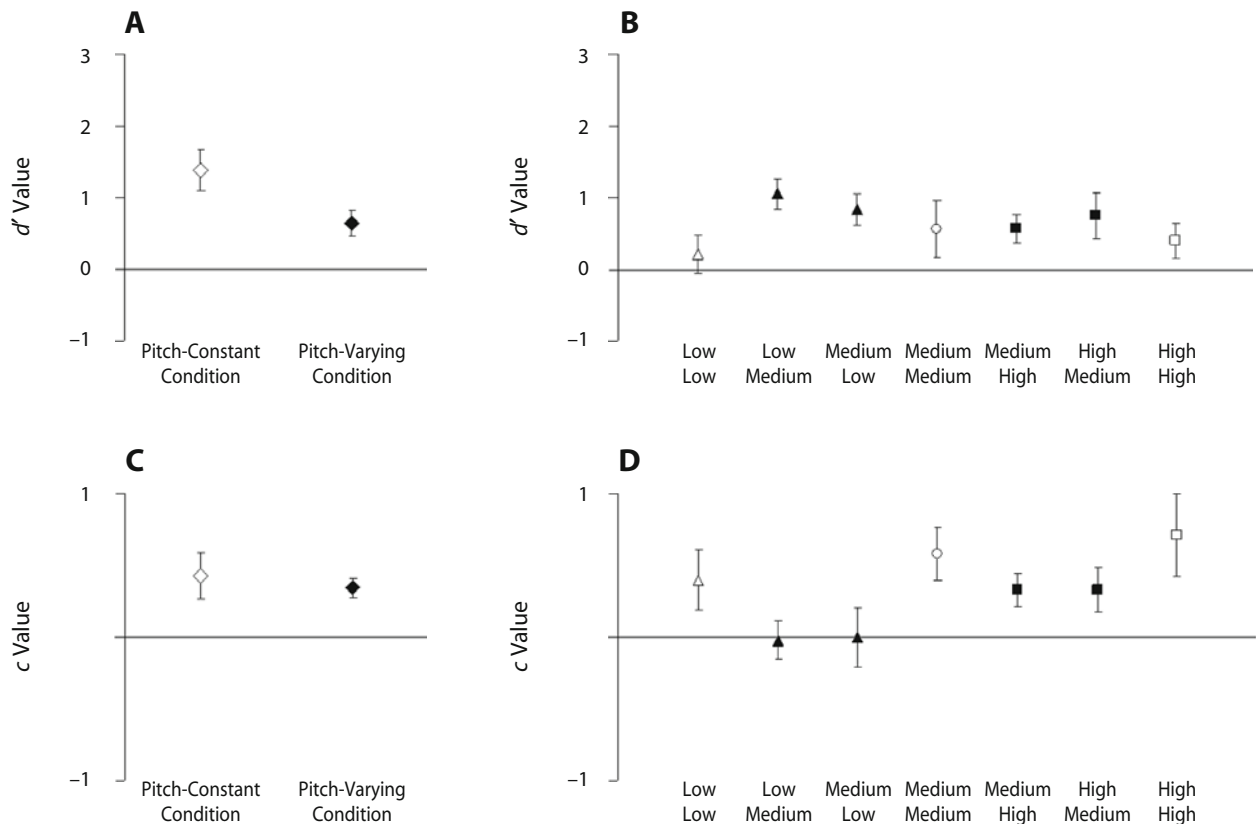 A
3
2
1
0
−1
d′ Value
Pitch-Constant
Condition
Pitch-Varying
Condition
B
3
2
1
0
−1
d′ Value
Low
Low
Low
Medium
Medium
Low
Medium
Medium
Medium
High
High
Medium
High
High
C
1
−1
c Value
Pitch-Constant
Condition
Pitch-Varying
Condition
D
1
−1
c Value
Low
Low
Low
Medium
Medium
Low
Medium
Medium
Medium
High
High
Medium
High
High